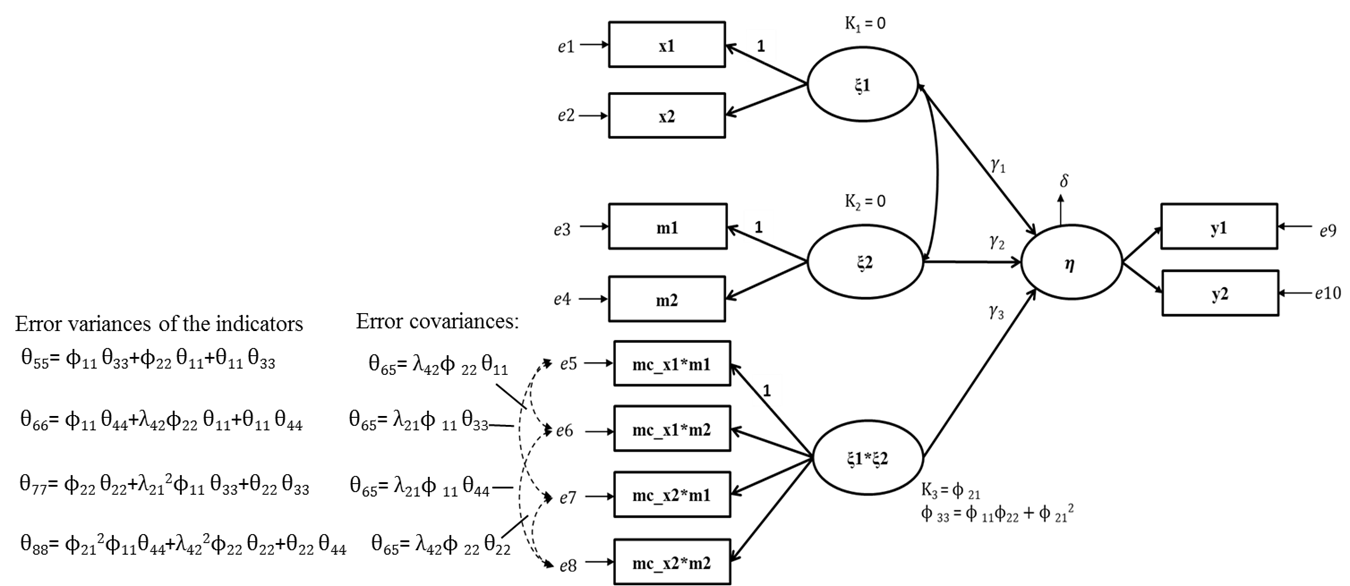 K₁ = 0
e1 x1 1 ξ1
e2 x2
γ₁
K₂ = 0
δ
e3 m1 1 y1 e9
γ₂
ξ2 η
e4 m2 y2 e10
γ₃
Error variances of the indicators
Error covariances:
θ₅₅= ϕ₁₁ θ₃₃+ϕ₂₂ θ₁₁+θ₁₁ θ₃₃
θ₆₅= λ₄₂ϕ ₂₂ θ₁₁
e5 mc_x1*m1 1
θ₆₆= ϕ₁₁ θ₄₄+λ₄₂ϕ₂₂ θ₁₁+θ₁₁ θ₄₄
θ₆₅= λ₂₁ϕ ₁₁ θ₃₃
e6 mc_x1*m2
ξ1*ξ2
θ₇₇= ϕ₂₂ θ₂₂+λ₂₁²ϕ₁₁ θ₃₃+θ₂₂ θ₃₃
θ₆₅= λ₂₁ϕ ₁₁ θ₄₄
e7 mc_x2*m1
K₃ = ϕ ₂₁
ϕ ₃₃ = ϕ ₁₁ϕ₂₂ + ϕ ₂₁²
θ₈₈= ϕ₂₁²ϕ₁₁θ₄₄+λ₄₂²ϕ₂₂ θ₂₂+θ₂₂ θ₄₄
θ₆₅= λ₄₂ϕ ₂₂ θ₂₂
e8 mc_x2*m2